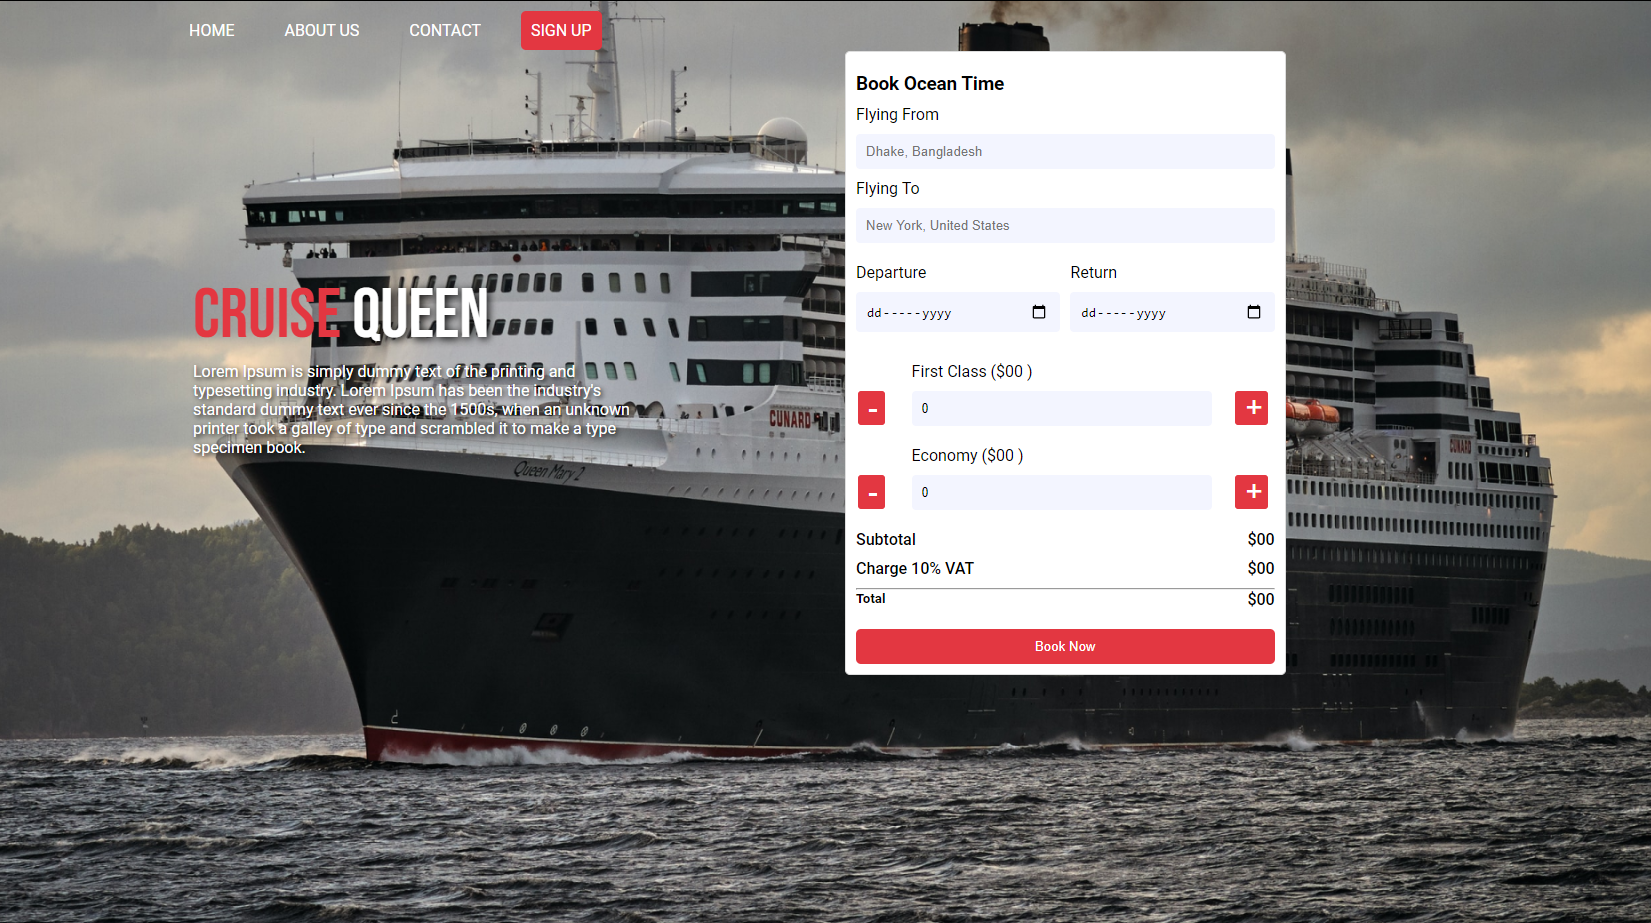 HOME ABOUT US CONTACT SIGN UP
CRUISE QUEEN
Lorem Ipsum is simply dummy text of the printing and
typesetting industry. Lorem Ipsum has been the industry's
standard dummy text ever since the 1500s, when an unknown
printer took a galley of type and scrambled it to make a type
specimen book.
CUNARD
Queen Mary 2
Book Ocean Time
Flying From
Dhake, Bangladesh
Flying To
New York, United States
Departure Return
dd-----yyyy dd-----yyyy
First Class ($00 )
- 0 +
Economy ($00 )
- 0 +
Subtotal $00
Charge 10% VAT $00
Total $00
Book Now
CUNARD